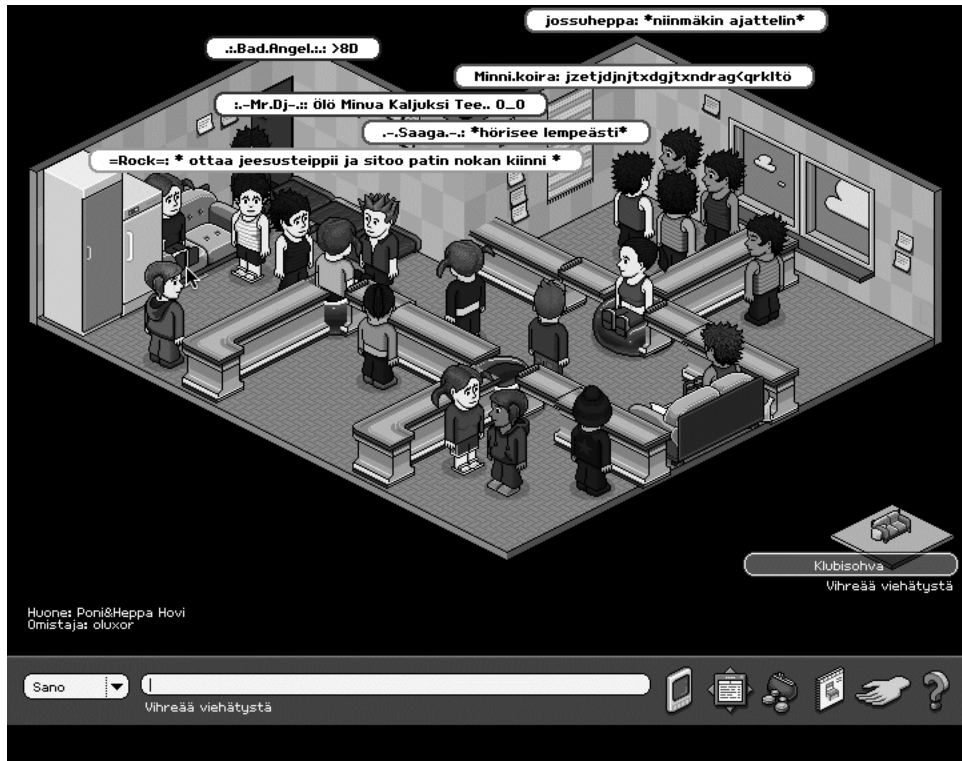 jossuheppa: *niinmäkin ajattelin*
.:.Bad.Angel.:.: >8D
Minni.koira: jzetjdjnjtxdgjtxndrag<qrkltö
:.-Mr.Dj-.:: Ölö Minua Kaljuksi Tee.. O_O
.-.Saaga.-.: *hörisee lempeästi*
=Rock=: * ottaa jeesusteippii ja sitoo patin nokan kiinni *
Klubisohva
Vihreää viehätystä
Huone: Poni&Heppa Hovi
Omistaja: oluxor
Sano
Vihreää viehätystä